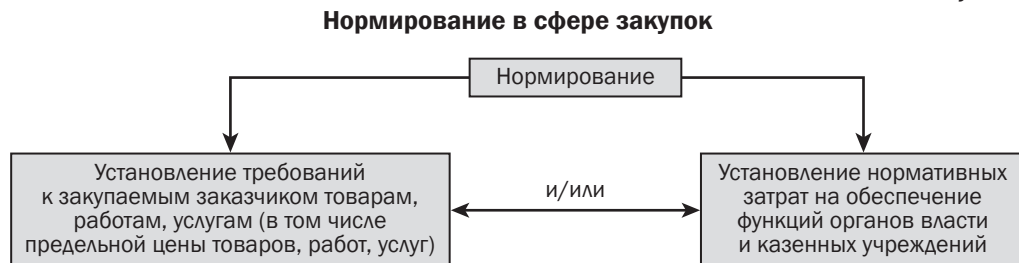 Нормирование в сфере закупок
Нормирование
Установление требований
к закупаемым заказчиком товарам,
работам, услугам (в том числе
предельной цены товаров, работ, услуг)
и/или
Установление нормативных
затрат на обеспечение
функций органов власти
и казенных учреждений